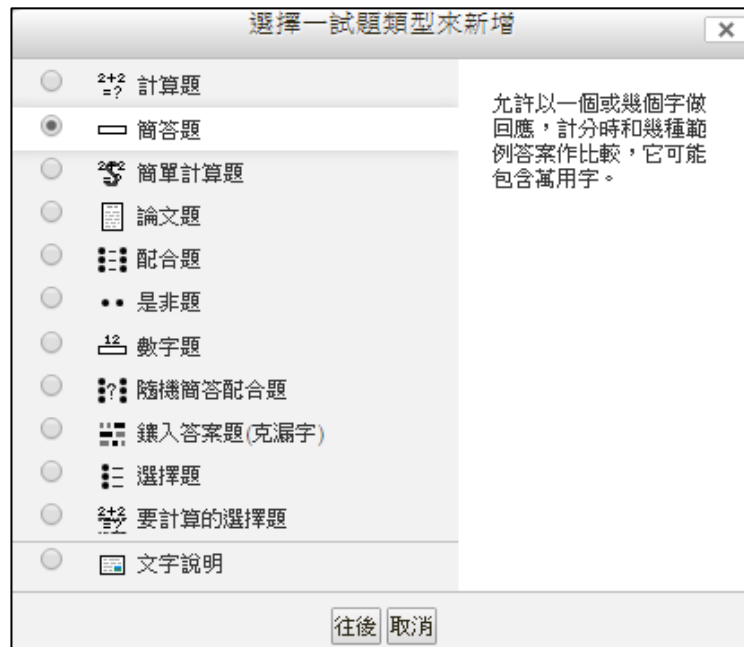 選擇一試題類型來新增
計算題
簡答題
簡單計算題
論文題
配合題
是非題
數字題
隨機簡答配合題
鑲入答案題(克漏字)
選擇題
要計算的選擇題
文字說明
允許以一個或幾個字做
回應，計分時和幾種範
例答案作比較，它可能
包含萬用字。
往後 取消